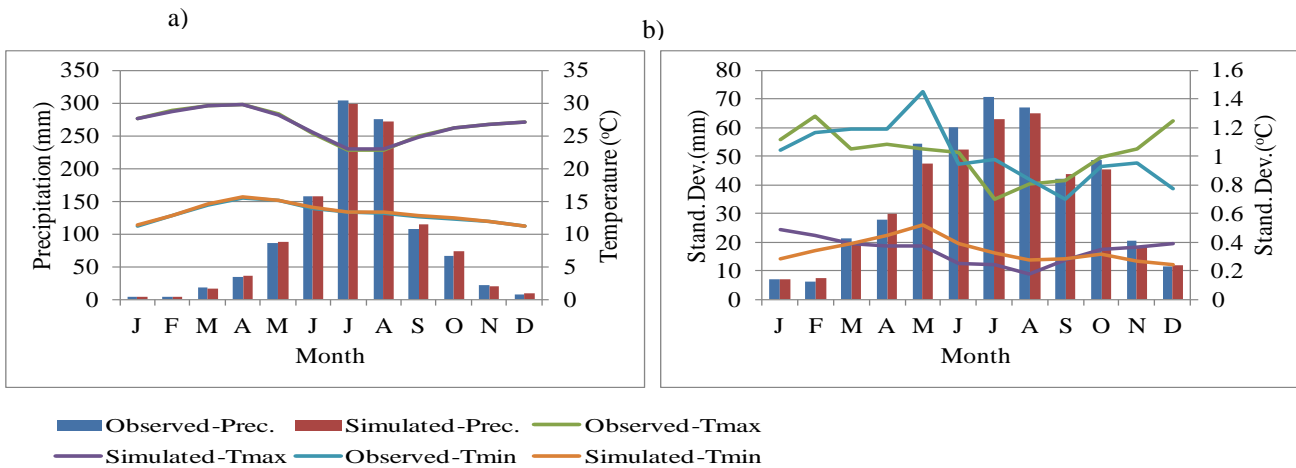 a)
b)
350
300
250
200
150
100
50
0
Precipitation (mm)
35
30
25
20
15
10
5
0
Temperature (oC)
J F M A M J J A S O N D
Month
80
70
60
50
40
30
20
10
0
Stand. Dev. (mm)
1.6
1.4
1.2
1
0.8
0.6
0.4
0.2
0
Stand. Dev. (oC)
J F M A M J J A S O N D
Month
Observed-Prec. Simulated-Prec. Observed-Tmax
Simulated-Tmax Observed-Tmin Simulated-Tmin